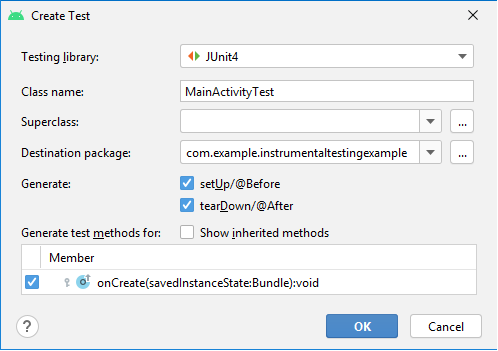 Create Test
Testing library: JUnit4
Class name: MainActivityTest
Superclass: ...
Destination package: com.example.instrumentaltestingexample ...
Generate: setUp/@Before
tearDown/@After
Generate test methods for: Show inherited methods
Member
onCreate(savedInstanceState:Bundle):void
? OK Cancel